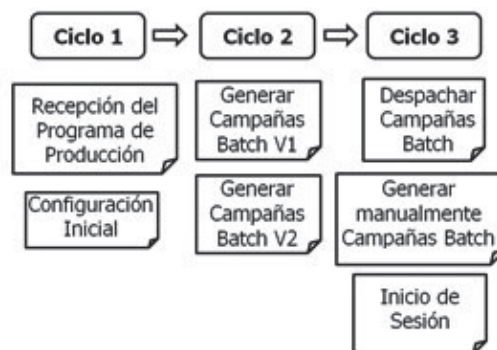 Ciclo 1
Ciclo 2
Ciclo 3
Recepción del
Programa de
Producción
Configuración
Inicial
Generar
Campañas
Batch V1
Generar
Campañas
Batch V2
Despachar
Campañas
Batch
Generar
manualmente
Campañas Batch
Inicio de
Sesión